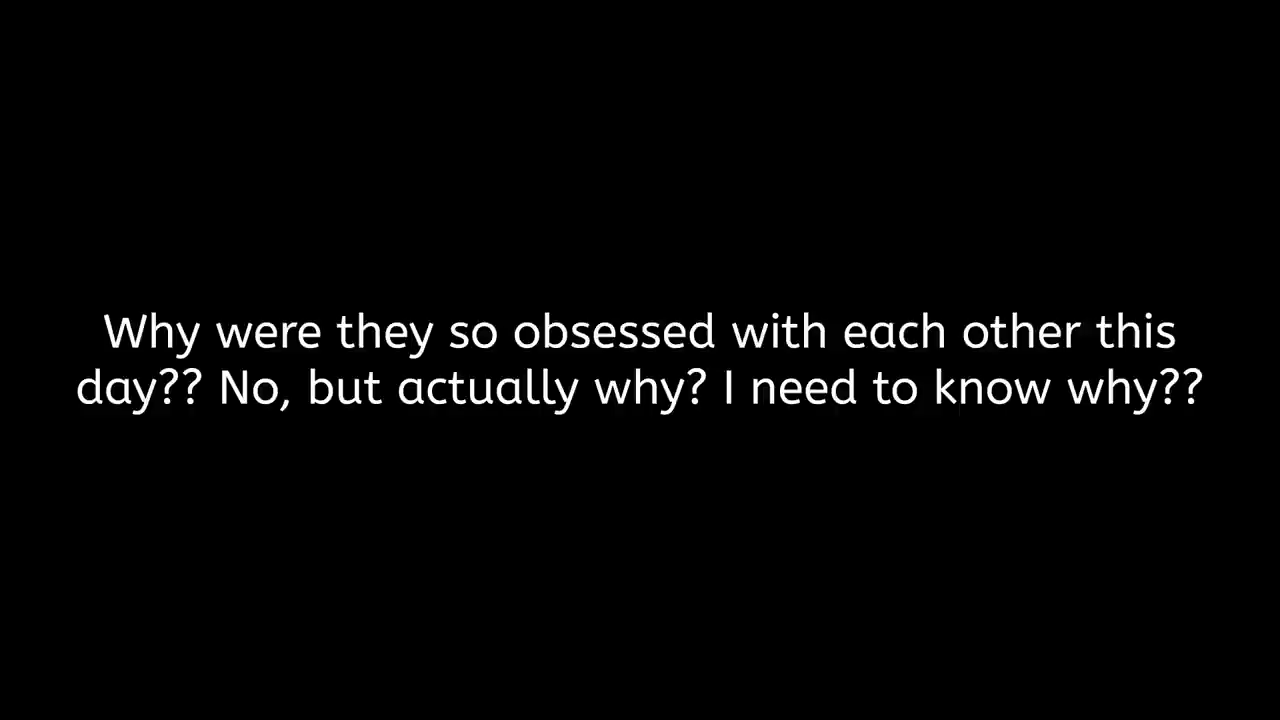 Why were they so obsessed with each other this
day?? No, but actually why? I need to know why??